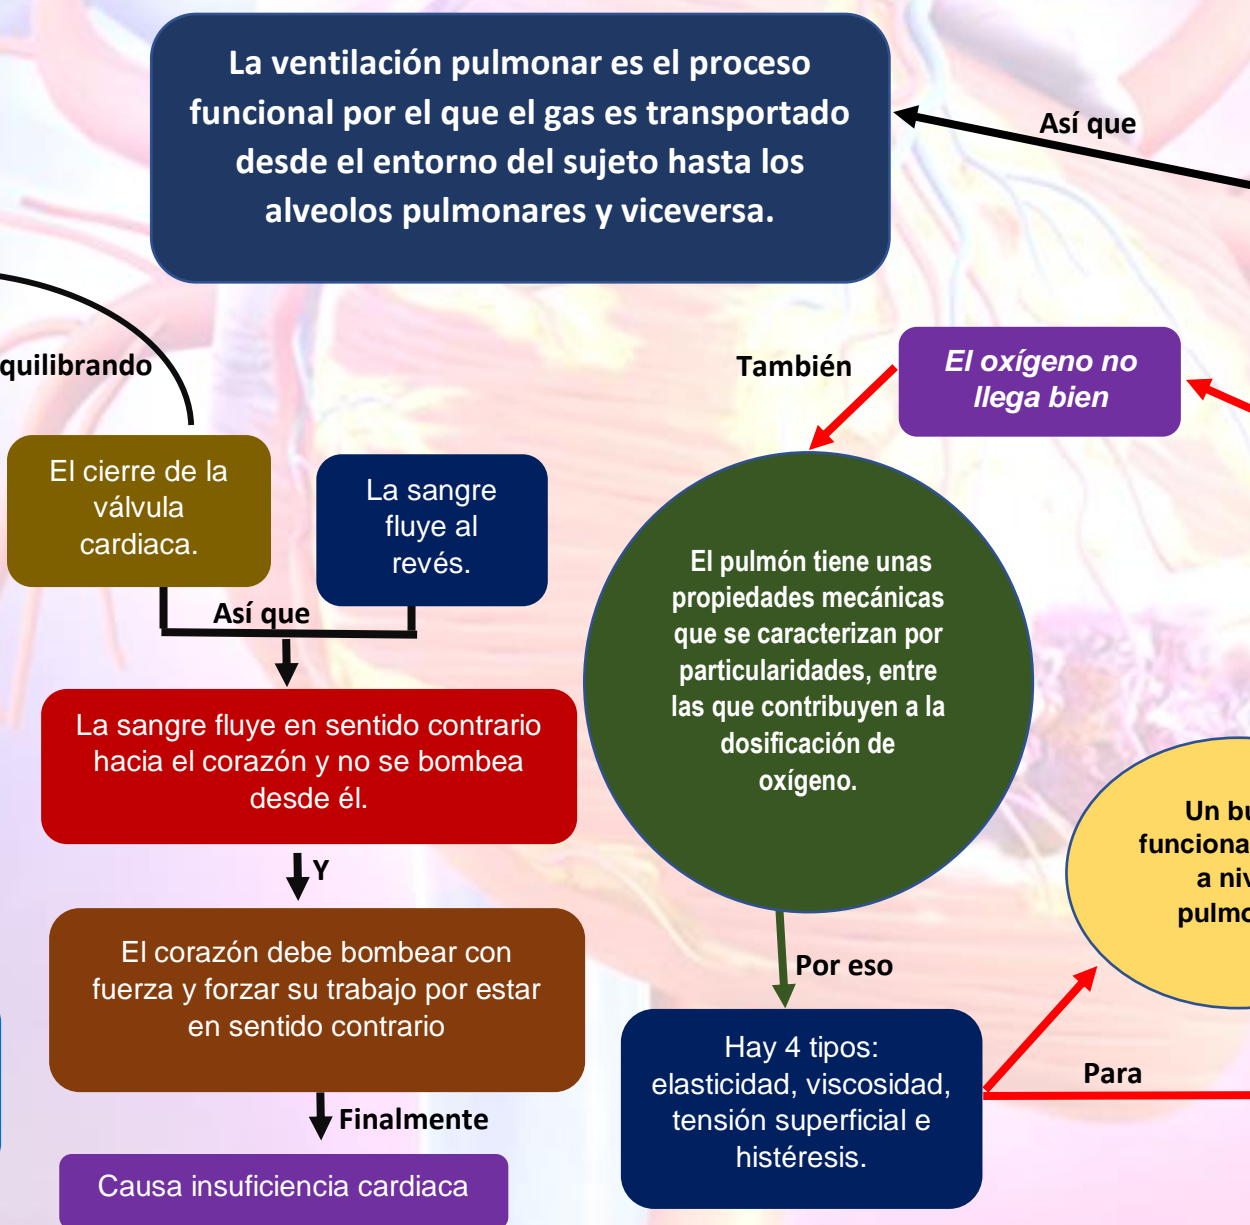 La ventilación pulmonar es el proceso
funcional por el que el gas es transportado
desde el entorno del sujeto hasta los
alveolos pulmonares y viceversa.
Así que
quilibrando
También
El oxígeno no
llega bien
El cierre de la
válvula
cardiaca.
La sangre
fluye al
revés.
Así que
La sangre fluye en sentido contrario
hacia el corazón y no se bombea
desde él.
Y
El corazón debe bombear con
fuerza y forzar su trabajo por estar
en sentido contrario
Finalmente
Causa insuficiencia cardiaca
El pulmón tiene unas
propiedades mecánicas
que se caracterizan por
particularidades, entre
las que contribuyen a la
dosificación de
oxígeno.
Por eso
Hay 4 tipos:
elasticidad, viscosidad,
tensión superficial e
histéresis.
Para
Un bu
funciona
a niv
pulmo